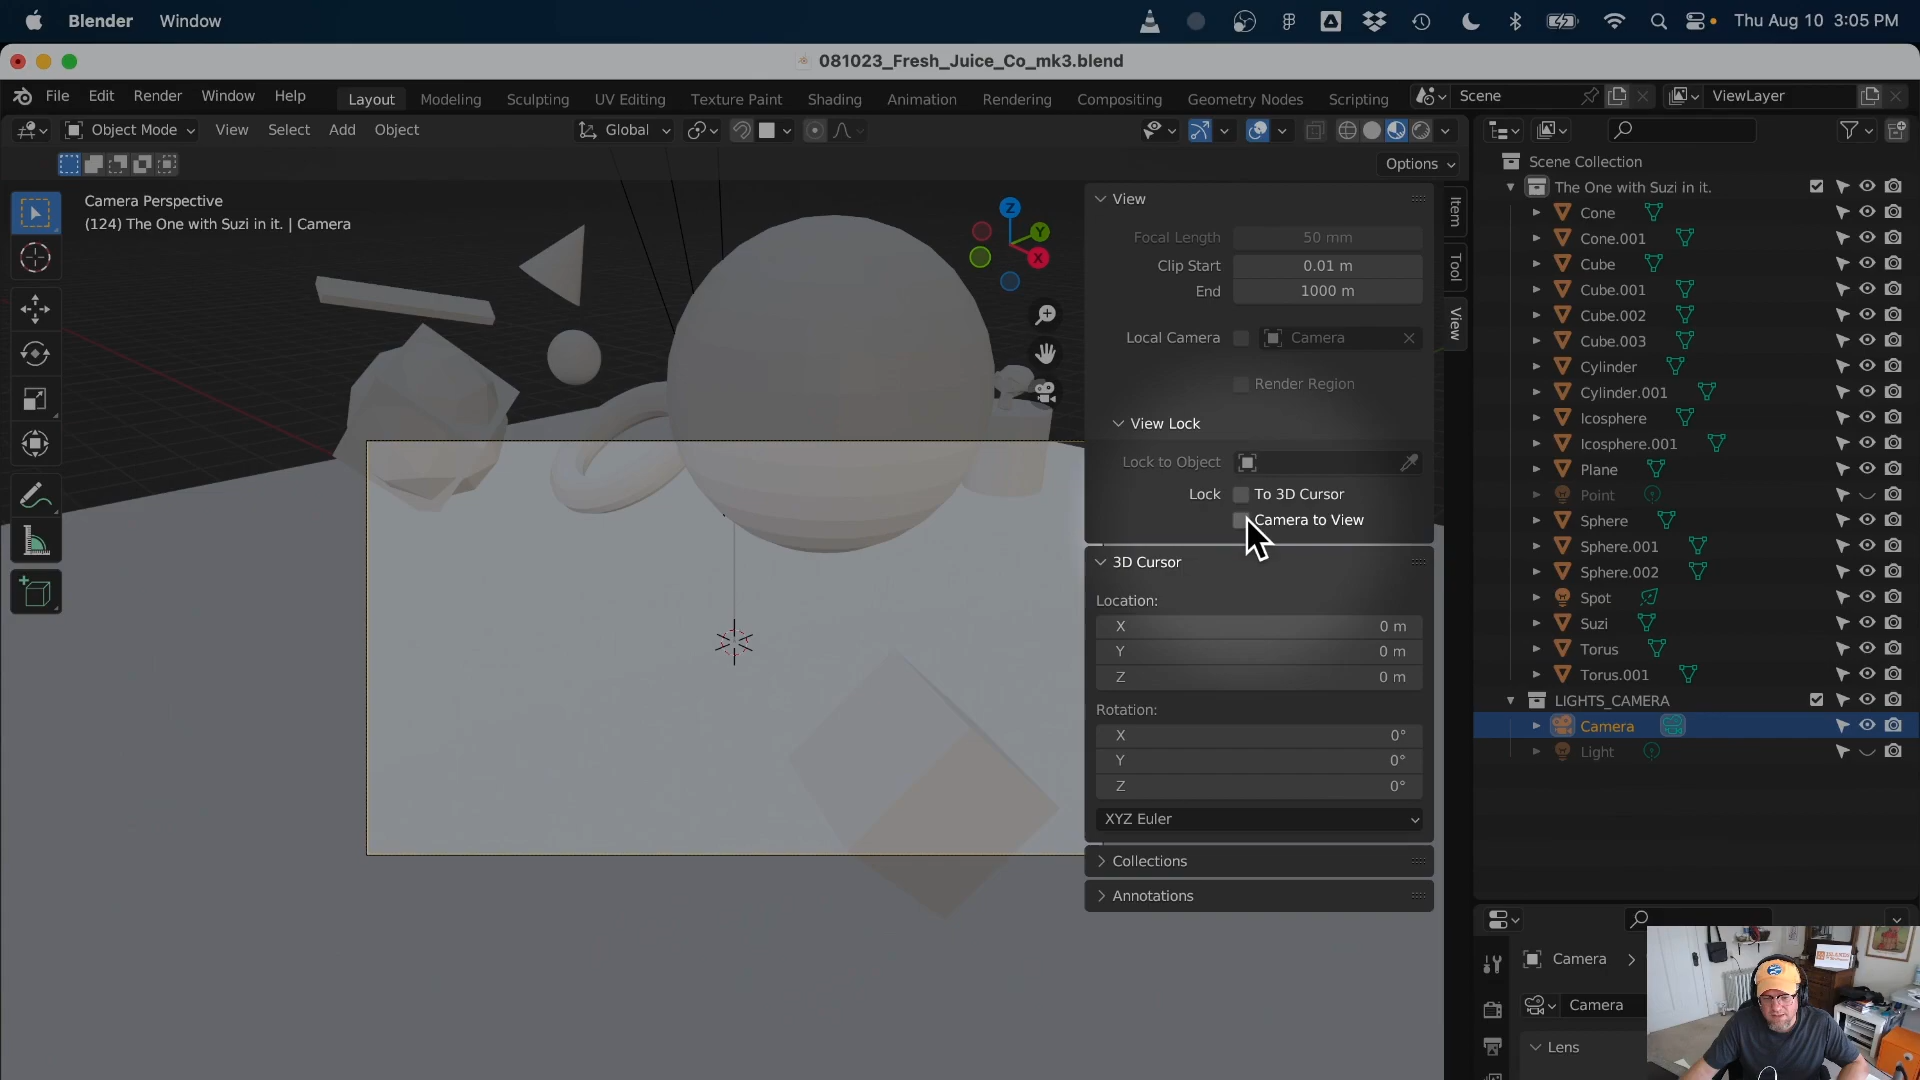 Blender Window Thu Aug 10 3:05 PM
081023_Fresh_Juice_Co_mk3.blend
File Edit Render Window Help Layout Modeling Sculpting UV Editing Texture Paint Shading Animation Rendering Compositing Geometry Nodes Scripting Scene ViewLayer
Object Mode View Select Add Object Global
Options
Camera Perspective
(124) The One with Suzi in it. | Camera
Z
Y
X
View
Focal Length 50 mm
Clip Start 0.01 m
End 1000 m
Local Camera Camera
Render Region
View Lock
Lock to Object
Lock To 3D Cursor
Camera to View
3D Cursor
Location:
X 0 m
Y 0 m
Z 0 m
Rotation:
X 0°
Y 0°
Z 0°
XYZ Euler
Collections
Annotations
Item
Tool
View
Scene Collection
The One with Suzi in it.
Cone
Cone.001
Cube
Cube.001
Cube.002
Cube.003
Cylinder
Cylinder.001
Icosphere
Icosphere.001
Plane
Point
Sphere
Sphere.001
Sphere.002
Spot
Suzi
Torus
Torus.001
LIGHTS_CAMERA
Camera
Light
Camera
Camera
Lens